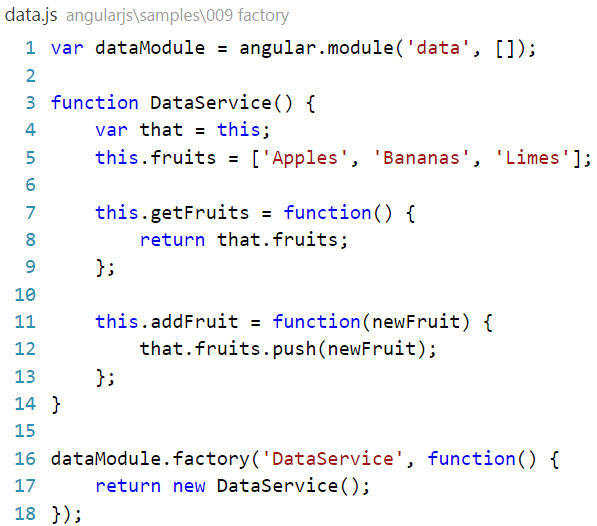 data.js angularjs\samples\009 factory
1 var dataModule = angular.module('data', []);
2
3 function DataService() {
4     var that = this;
5     this.fruits = ['Apples', 'Bananas', 'Limes'];
6
7     this.getFruits = function() {
8         return that.fruits;
9     };
10
11     this.addFruit = function(newFruit) {
12         that.fruits.push(newFruit);
13     };
14 }
15
16 dataModule.factory('DataService', function() {
17     return new DataService();
18 });